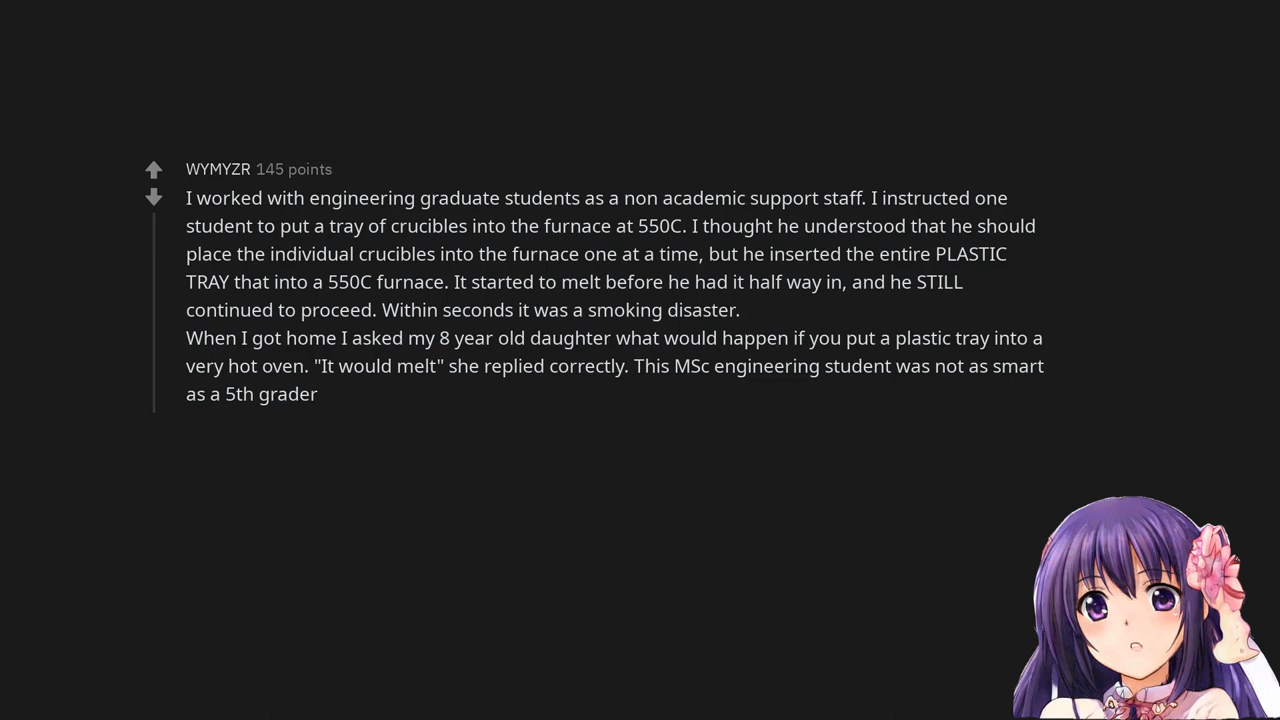 WYMYZR 145 points
I worked with engineering graduate students as a non academic support staff. I instructed one
student to put a tray of crucibles into the furnace at 550C. I thought he understood that he should
place the individual crucibles into the furnace one at a time, but he inserted the entire PLASTIC
TRAY that into a 550C furnace. It started to melt before he had it half way in, and he STILL
continued to proceed. Within seconds it was a smoking disaster.
When I got home I asked my 8 year old daughter what would happen if you put a plastic tray into a
very hot oven. "It would melt" she replied correctly. This MSc engineering student was not as smart
as a 5th grader